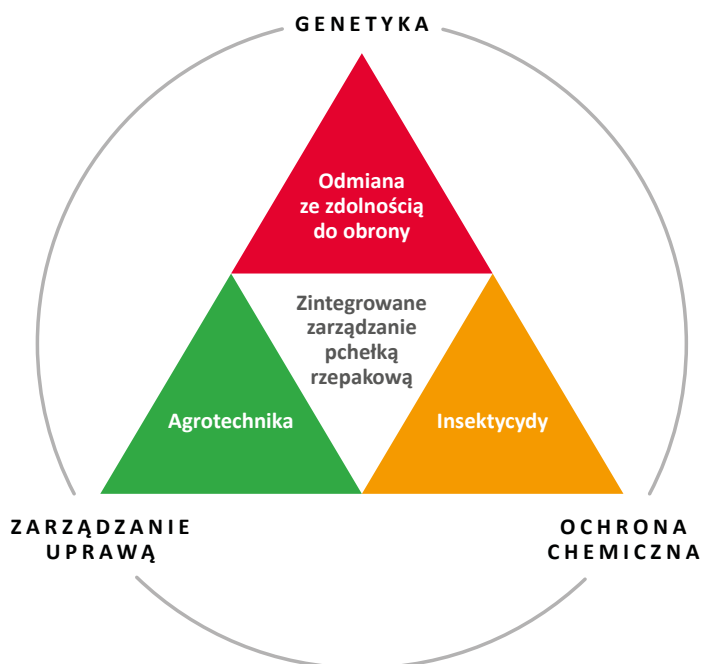 GENETYKA
Odmiana
ze zdolnością
do obrony
Zintegrowane
zarządzanie
pchełką
rzepakową
Agrotechnika
Insektycydy
ZARZĄDZANIE
UPRAWĄ
OCHRONA
CHEMICZNA